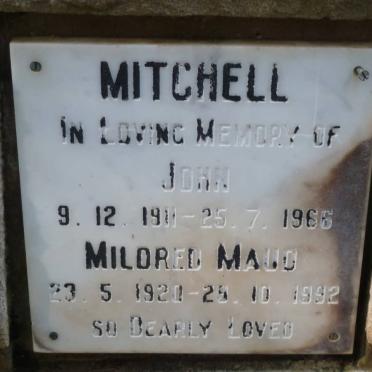 MITCHELL
IN LOVING MEMORY OF
JOHN
9. 12. 1911 - 25. 7. 1966
MILDRED MAUD
23. 5. 1920 - 29. 10. 1992
SO DEARLY LOVED